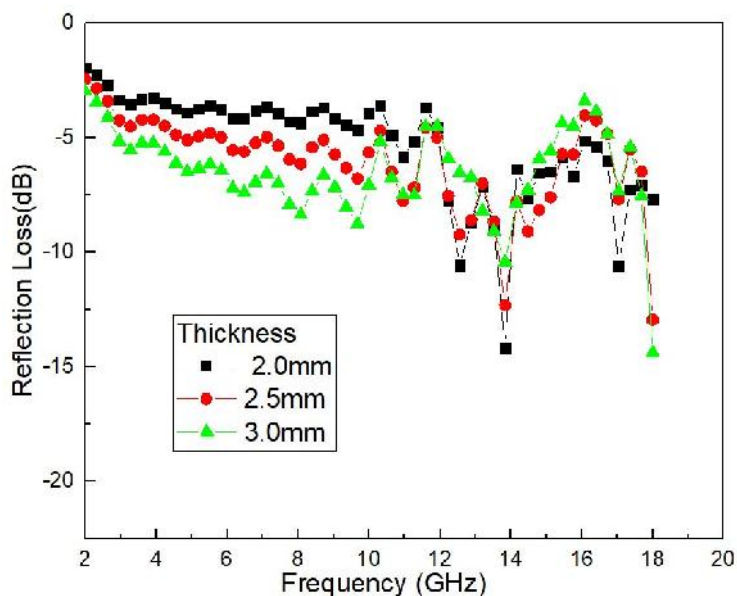 0
-5
-10
-15
-20
Reflection Loss(dB)
Thickness
2.0mm
2.5mm
3.0mm
2 4 6 8 10 12 14 16 18 20
Frequency (GHz)